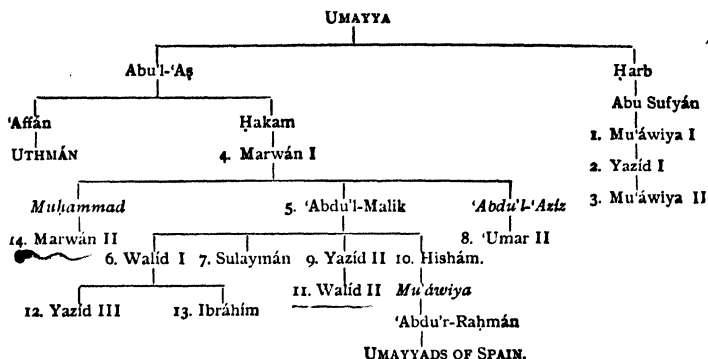 UMAYYA
Abu'l-‘Aṣ Ḥarb
‘Affán Ḥakam Abu Sufyán
UTHMÁN 4. Marwán I 1. Mu‘áwiya I
2. Yazíd I
Muḥammad 5. ‘Abdu'l-Malik ‘Abdu'l-‘Azíz 3. Mu‘áwiya II
14. Marwán II 8. ‘Umar II
6. Walíd I 7. Sulaymán 9. Yazíd II 10. Hishám.
12. Yazíd III 13. Ibráhím 11. Walíd II Mu‘áwiya
‘Abdu'r-Raḥmán
UMAYYADS OF SPAIN.